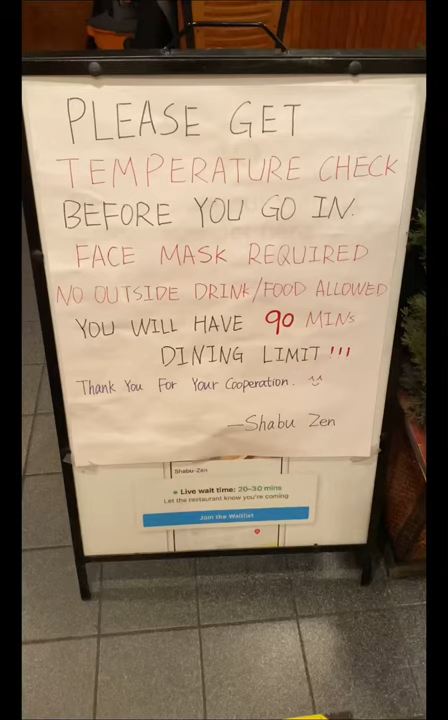 PLEASE GET
TEMPERATURE CHECK
BEFORE YOU GO IN.
FACE MASK REQUIRED
NO OUTSIDE DRINK/FOOD ALLOWED
YOU WILL HAVE 90 MINS
DINING LIMIT !!!
Thank You For Your Cooperation.
—Shabu Zen
Shabu-Zen
Live wait time: 20-30 mins
Let the restaurant know you're coming
Join the Waitlist